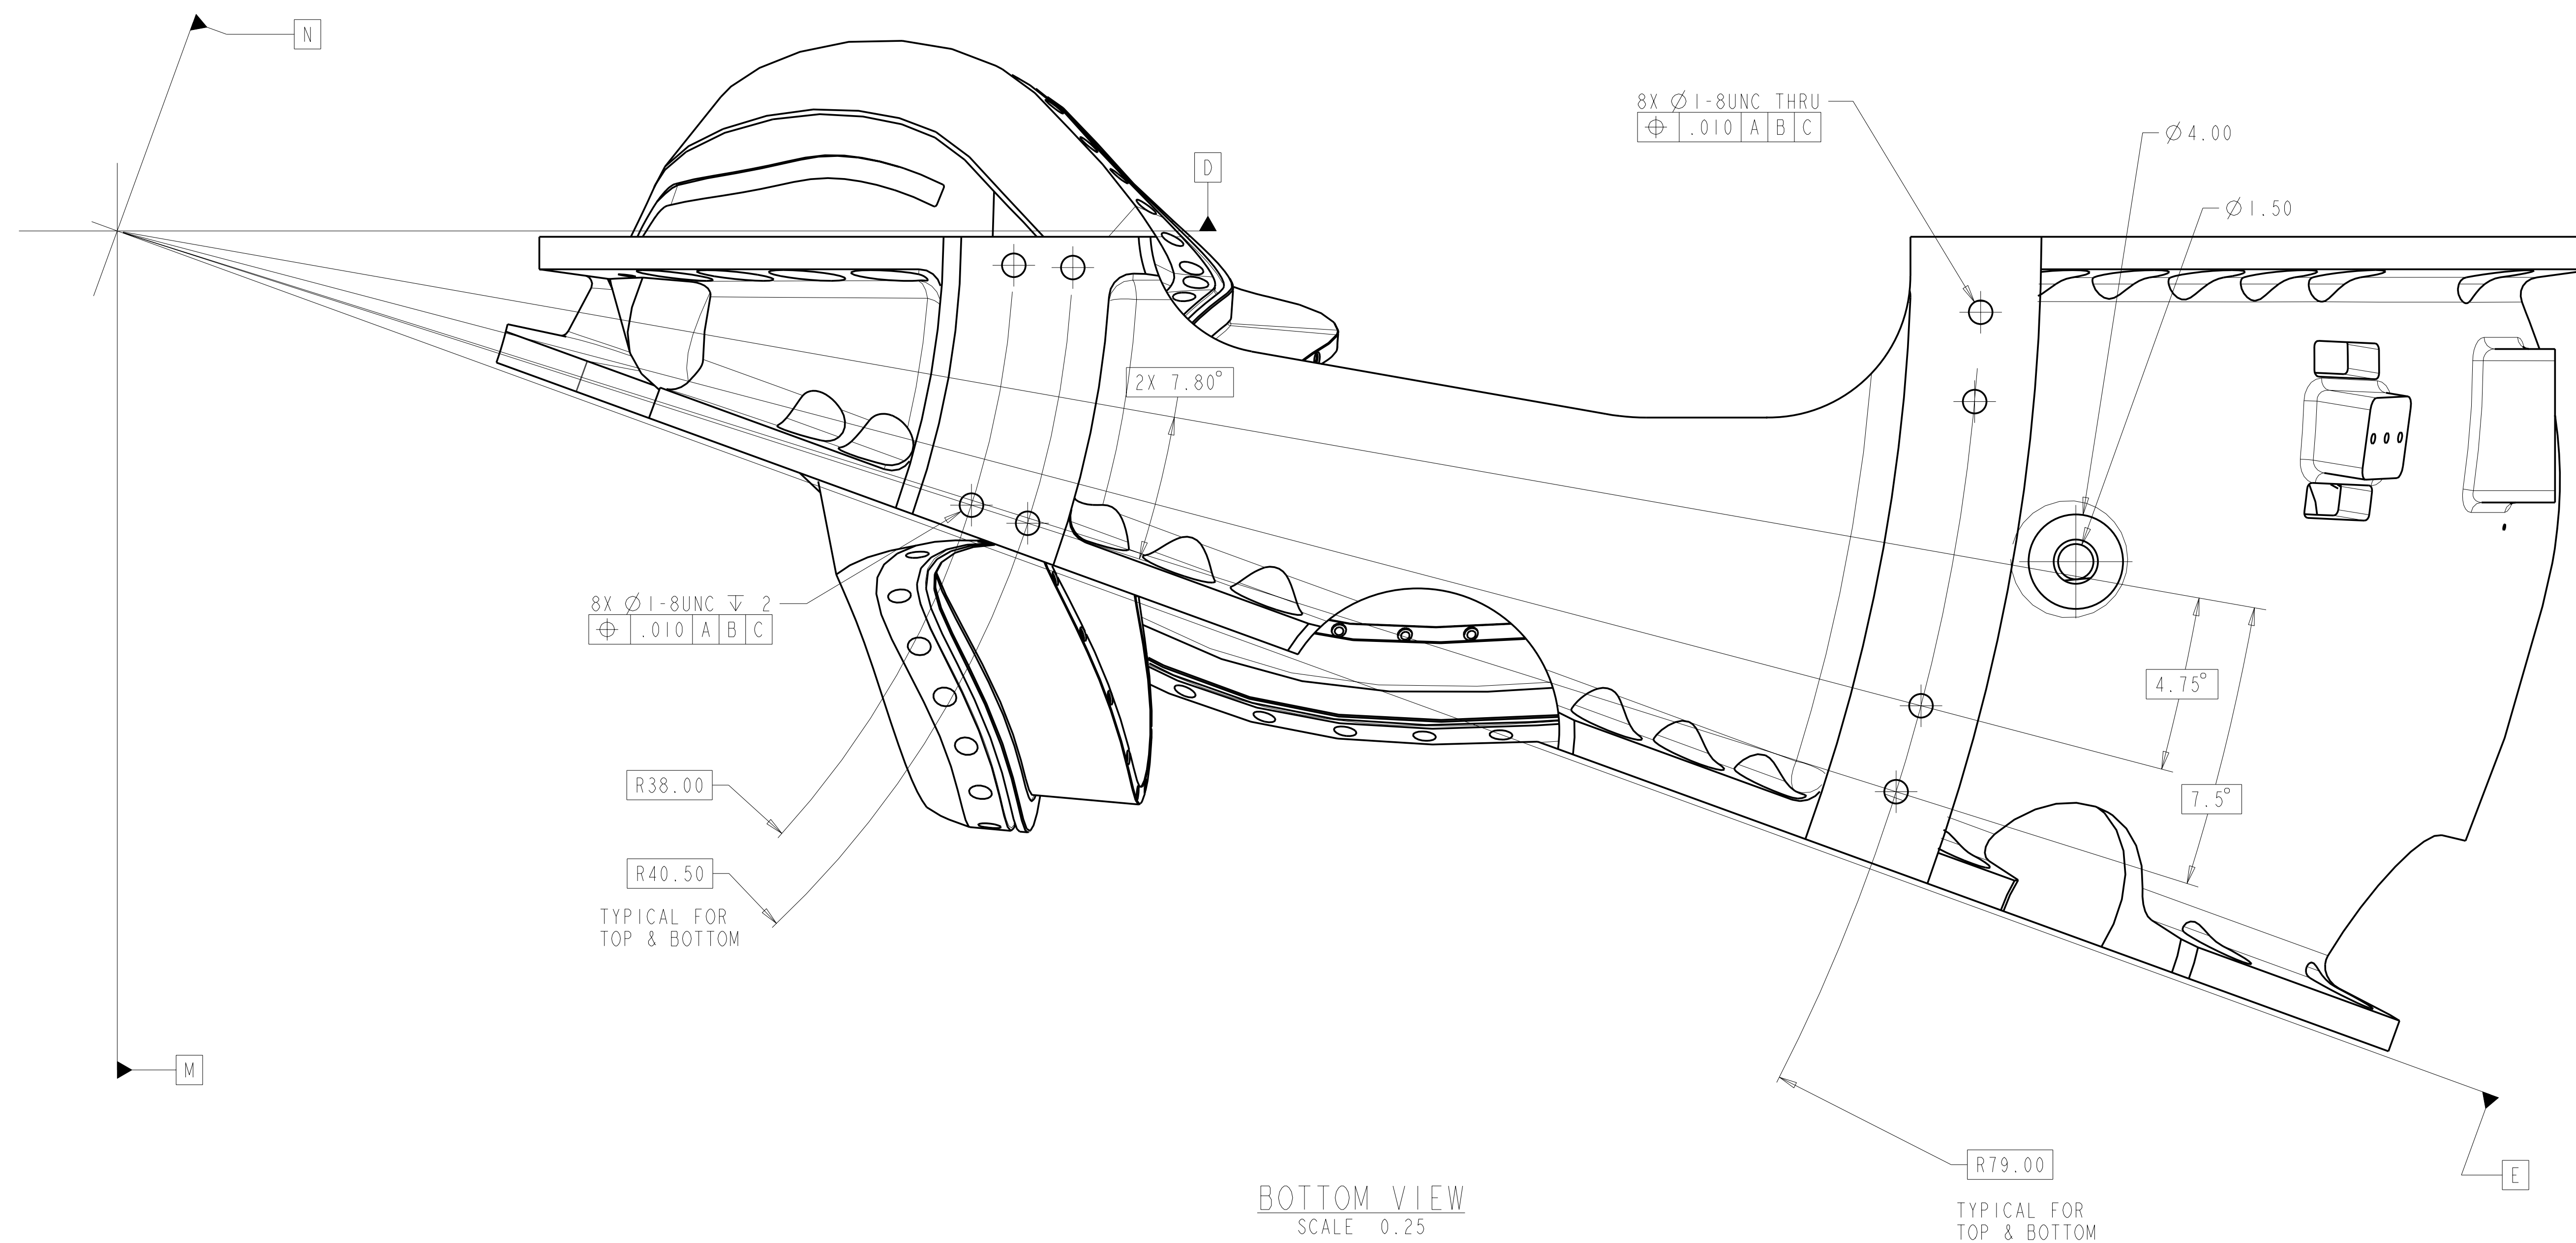 N
8X Ø1-8UNC THRU
⌖ .010 A B C
Ø4.00
D
Ø1.50
2X 7.80°
8X Ø1-8UNC ↧ 2
⌖ .010 A B C
4.75°
7.5°
R38.00
R40.50
TYPICAL FOR
TOP & BOTTOM
M
R79.00
E
TYPICAL FOR
TOP & BOTTOM
BOTTOM VIEW
SCALE 0.25